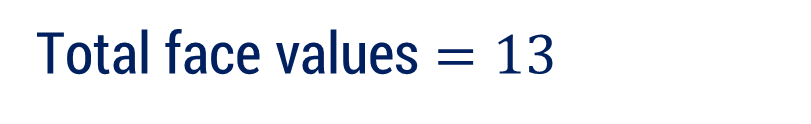 Total face values = 13